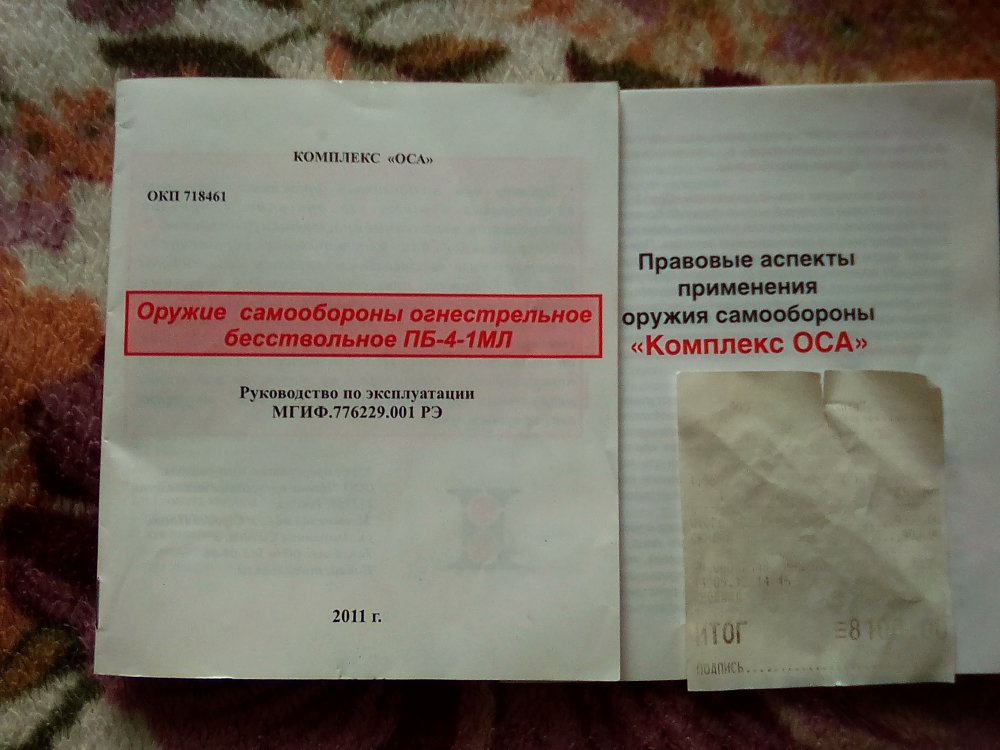 КОМПЛЕКС «ОСА»
ОКП 718461
Оружие самообороны огнестрельное
бесствольное ПБ-4-1МЛ
Руководство по эксплуатации
МГИФ.776229.001 РЭ
2011 г.
Правовые аспекты
применения
оружия самообороны
«Комплекс ОСА»
ИТОГ
ПОДПИСЬ